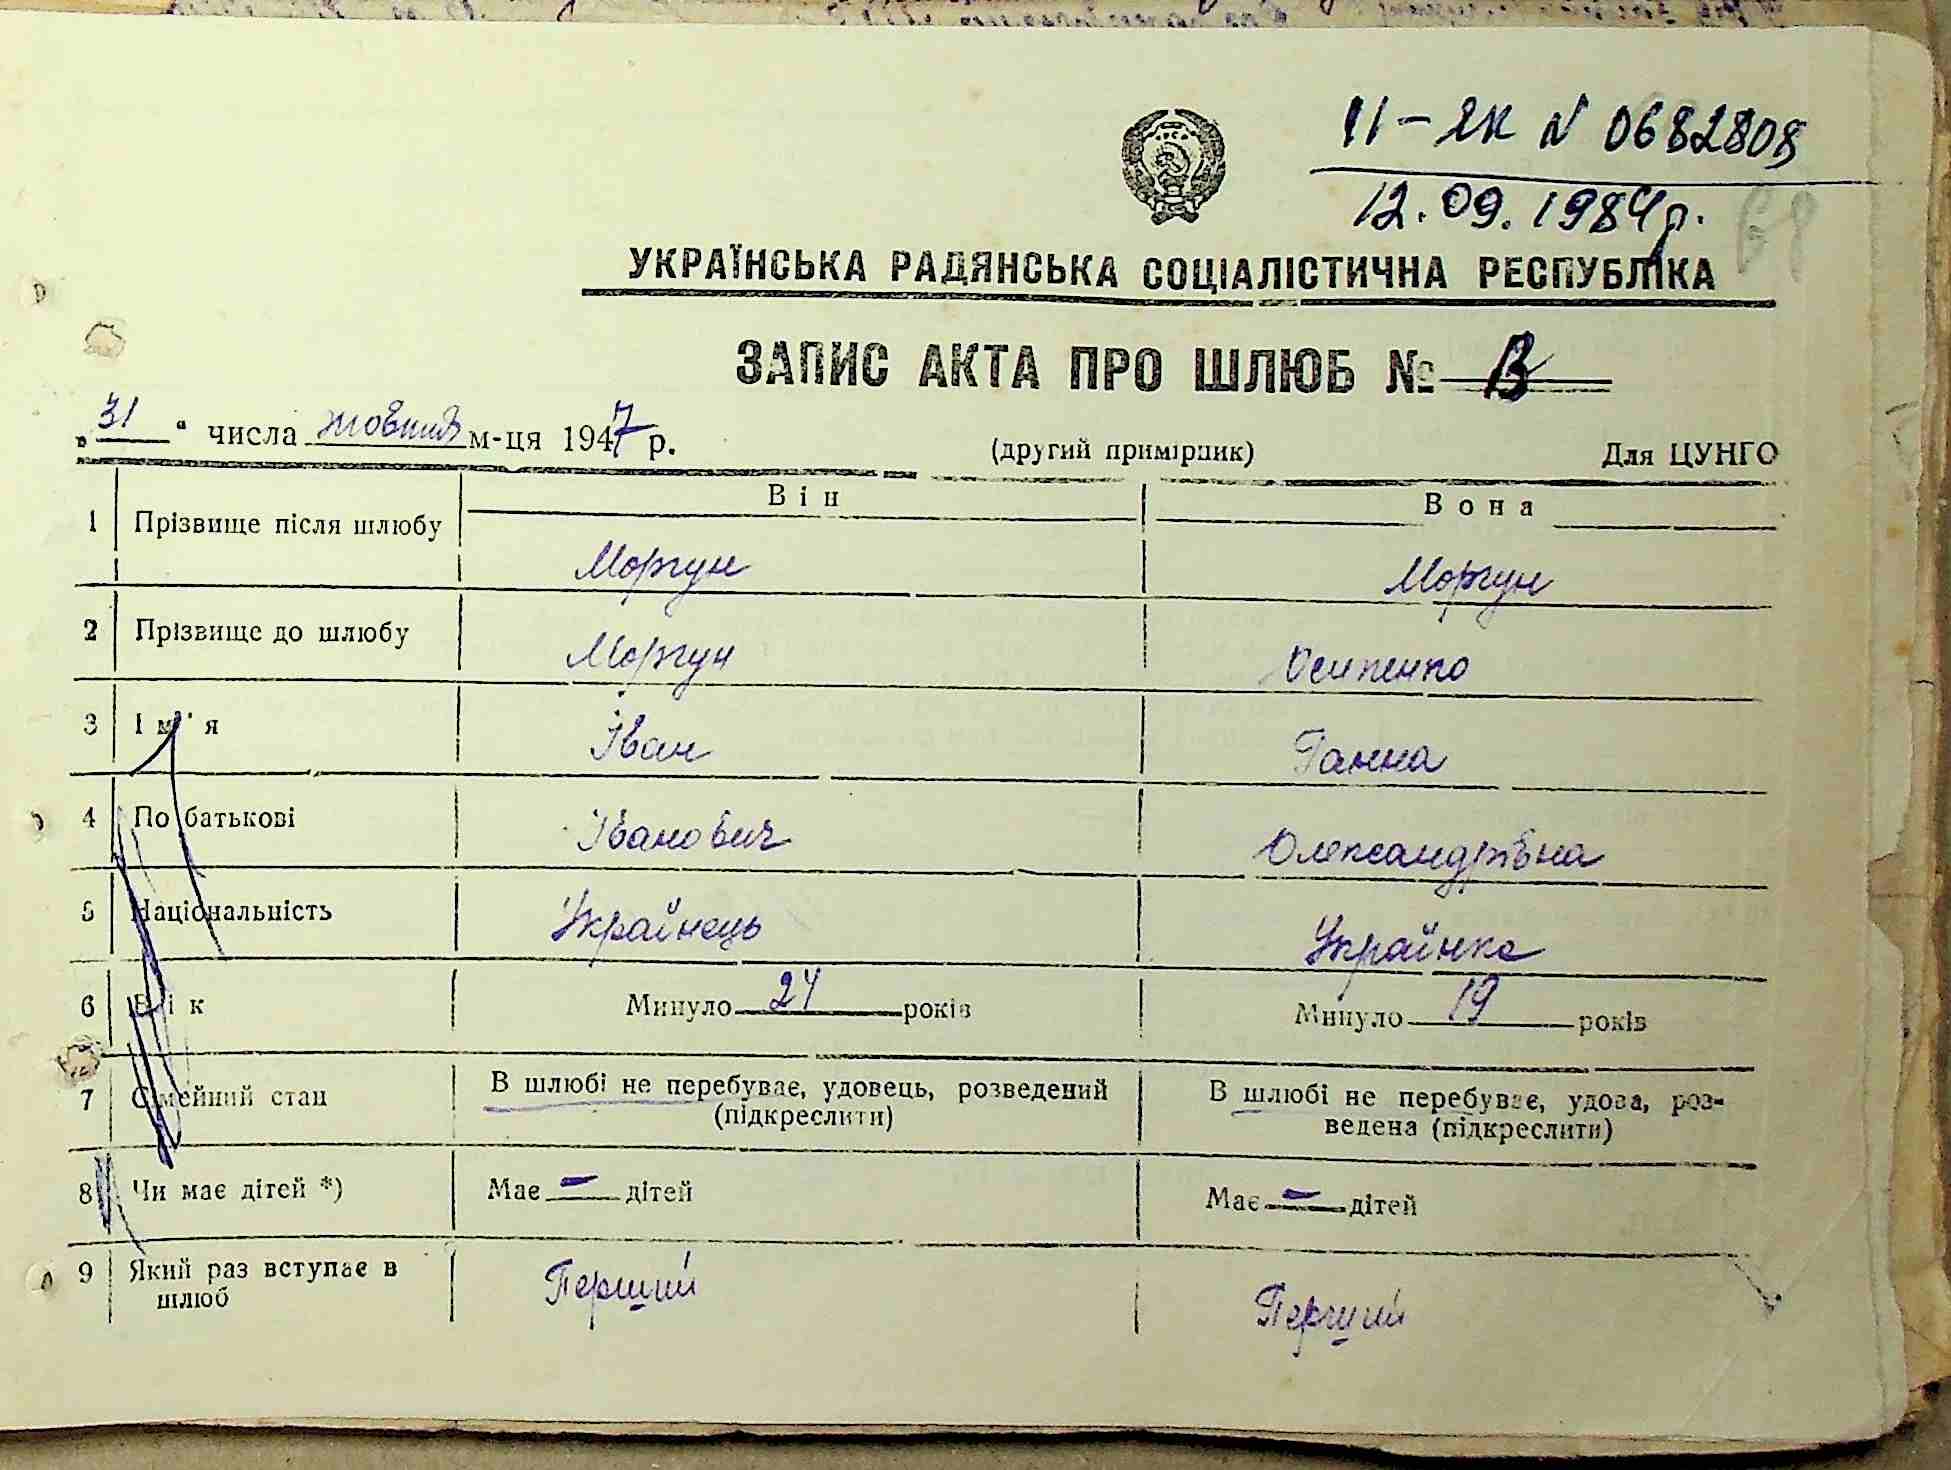 II-ЯК N 0682808
12.09.1984р.
68
УКРАЇНСЬКА РАДЯНСЬКА СОЦІАЛІСТИЧНА РЕСПУБЛІКА
ЗАПИС АКТА ПРО ШЛЮБ №
„31“ числа жовтня м-ця 1947 р. (другий примірник) Для ЦУНГО
Він Вона
1 Прізвище після шлюбу Моргун Моргун
2 Прізвище до шлюбу Моргун Осипенко
3 Ім'я Іван Ганна
4 По батькові Іванович Олександрівна
5 Національність Українець Українка
6 Вік Минуло 24 років Минуло 19 років
7 Сімейний стан В шлюбі не перебуває, удовець, розведений (підкреслити) В шлюбі не перебуває, удова, роз-
ведена (підкреслити)
8 Чи має дітей *) Має — дітей Має — дітей
9 Який раз вступає в шлюб Перший Перший